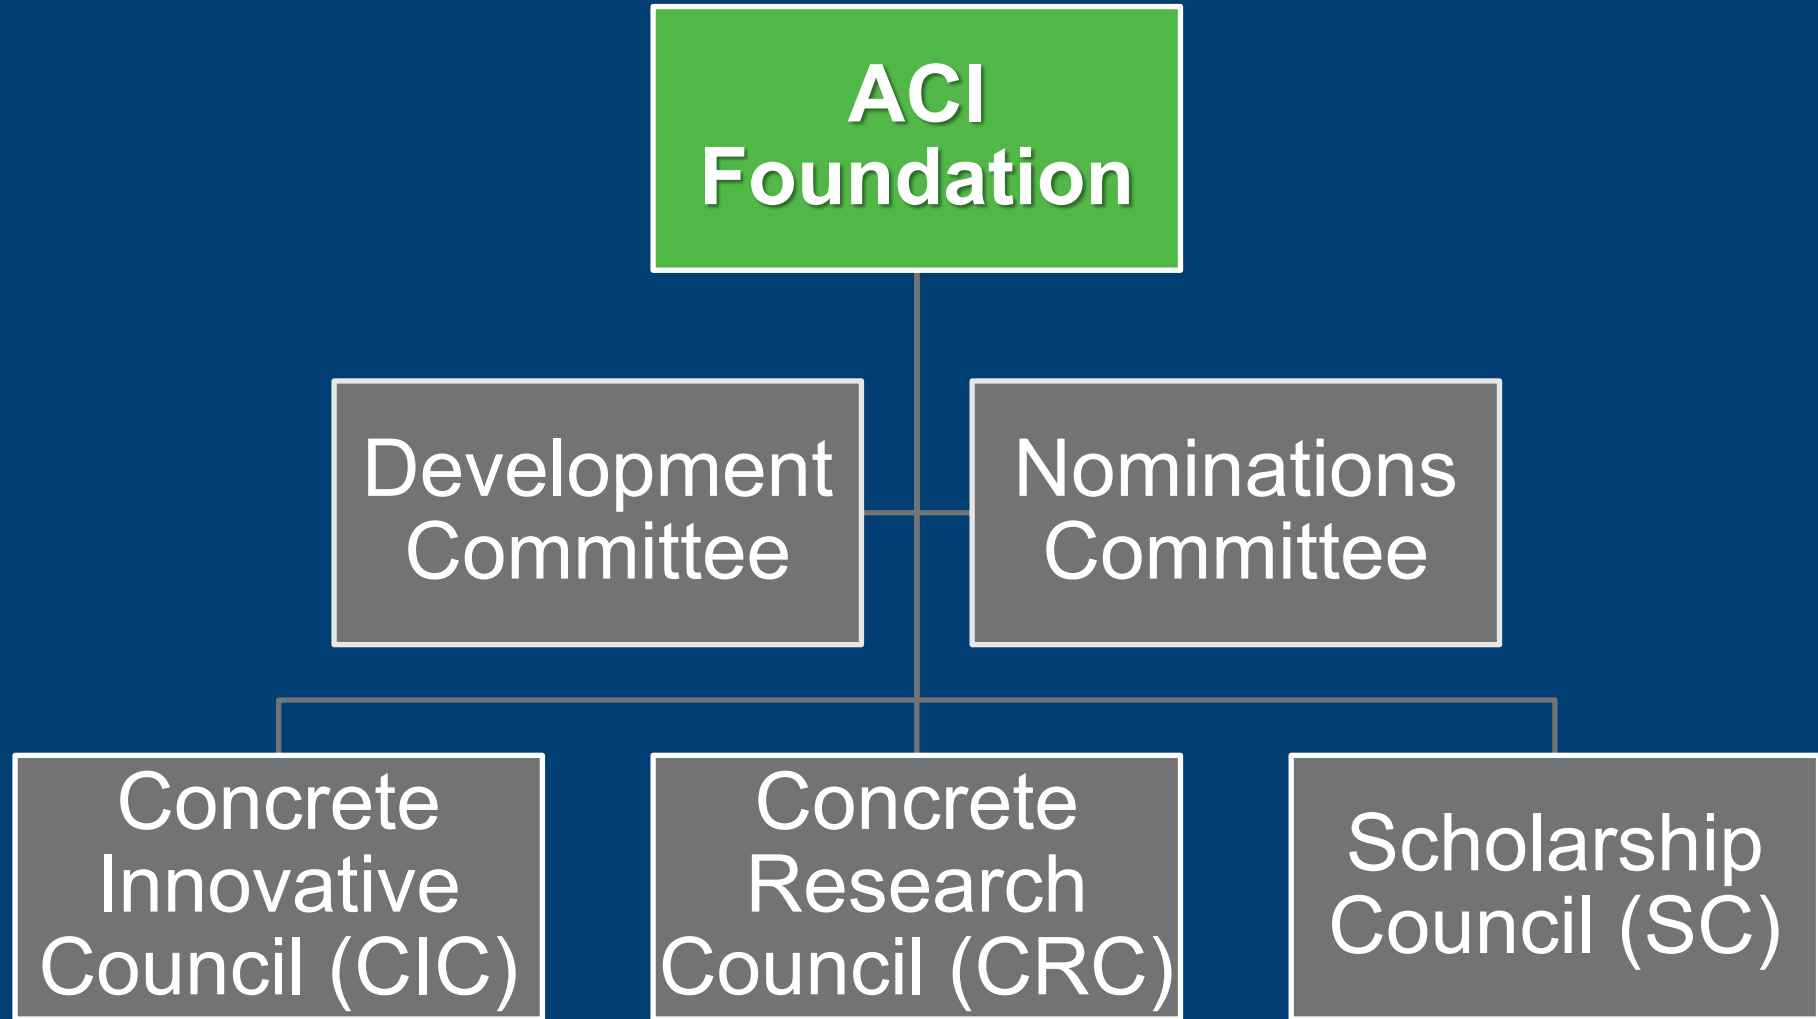 ACI
Foundation
Development
Committee
Nominations
Committee
Concrete
Innovative
Council (CIC)
Concrete
Research
Council (CRC)
Scholarship
Council (SC)